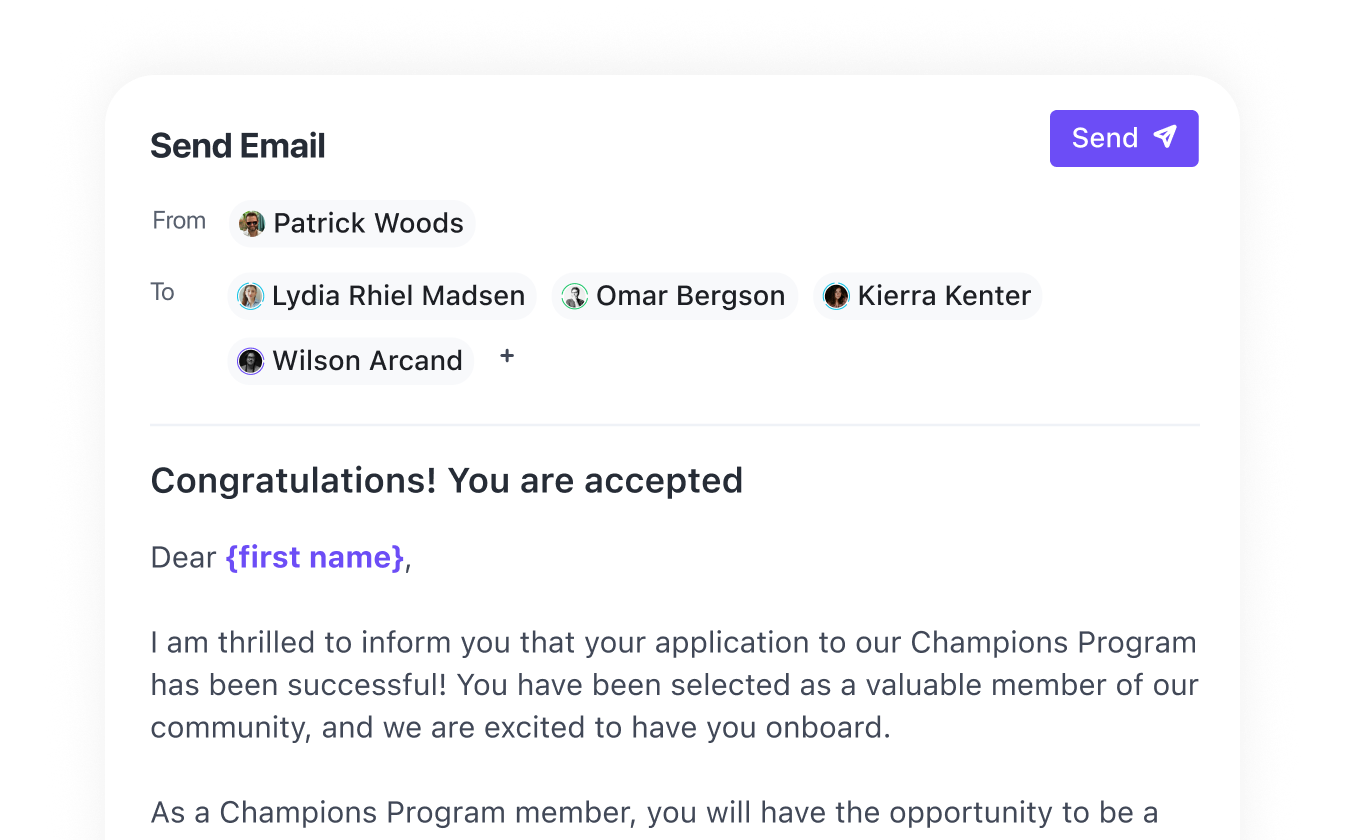 Send Email
Send
From Patrick Woods
To Lydia Rhiel Madsen Omar Bergson Kierra Kenter
Wilson Arcand +
Congratulations! You are accepted
Dear {first name},
I am thrilled to inform you that your application to our Champions Program
has been successful! You have been selected as a valuable member of our
community, and we are excited to have you onboard.
As a Champions Program member, you will have the opportunity to be a